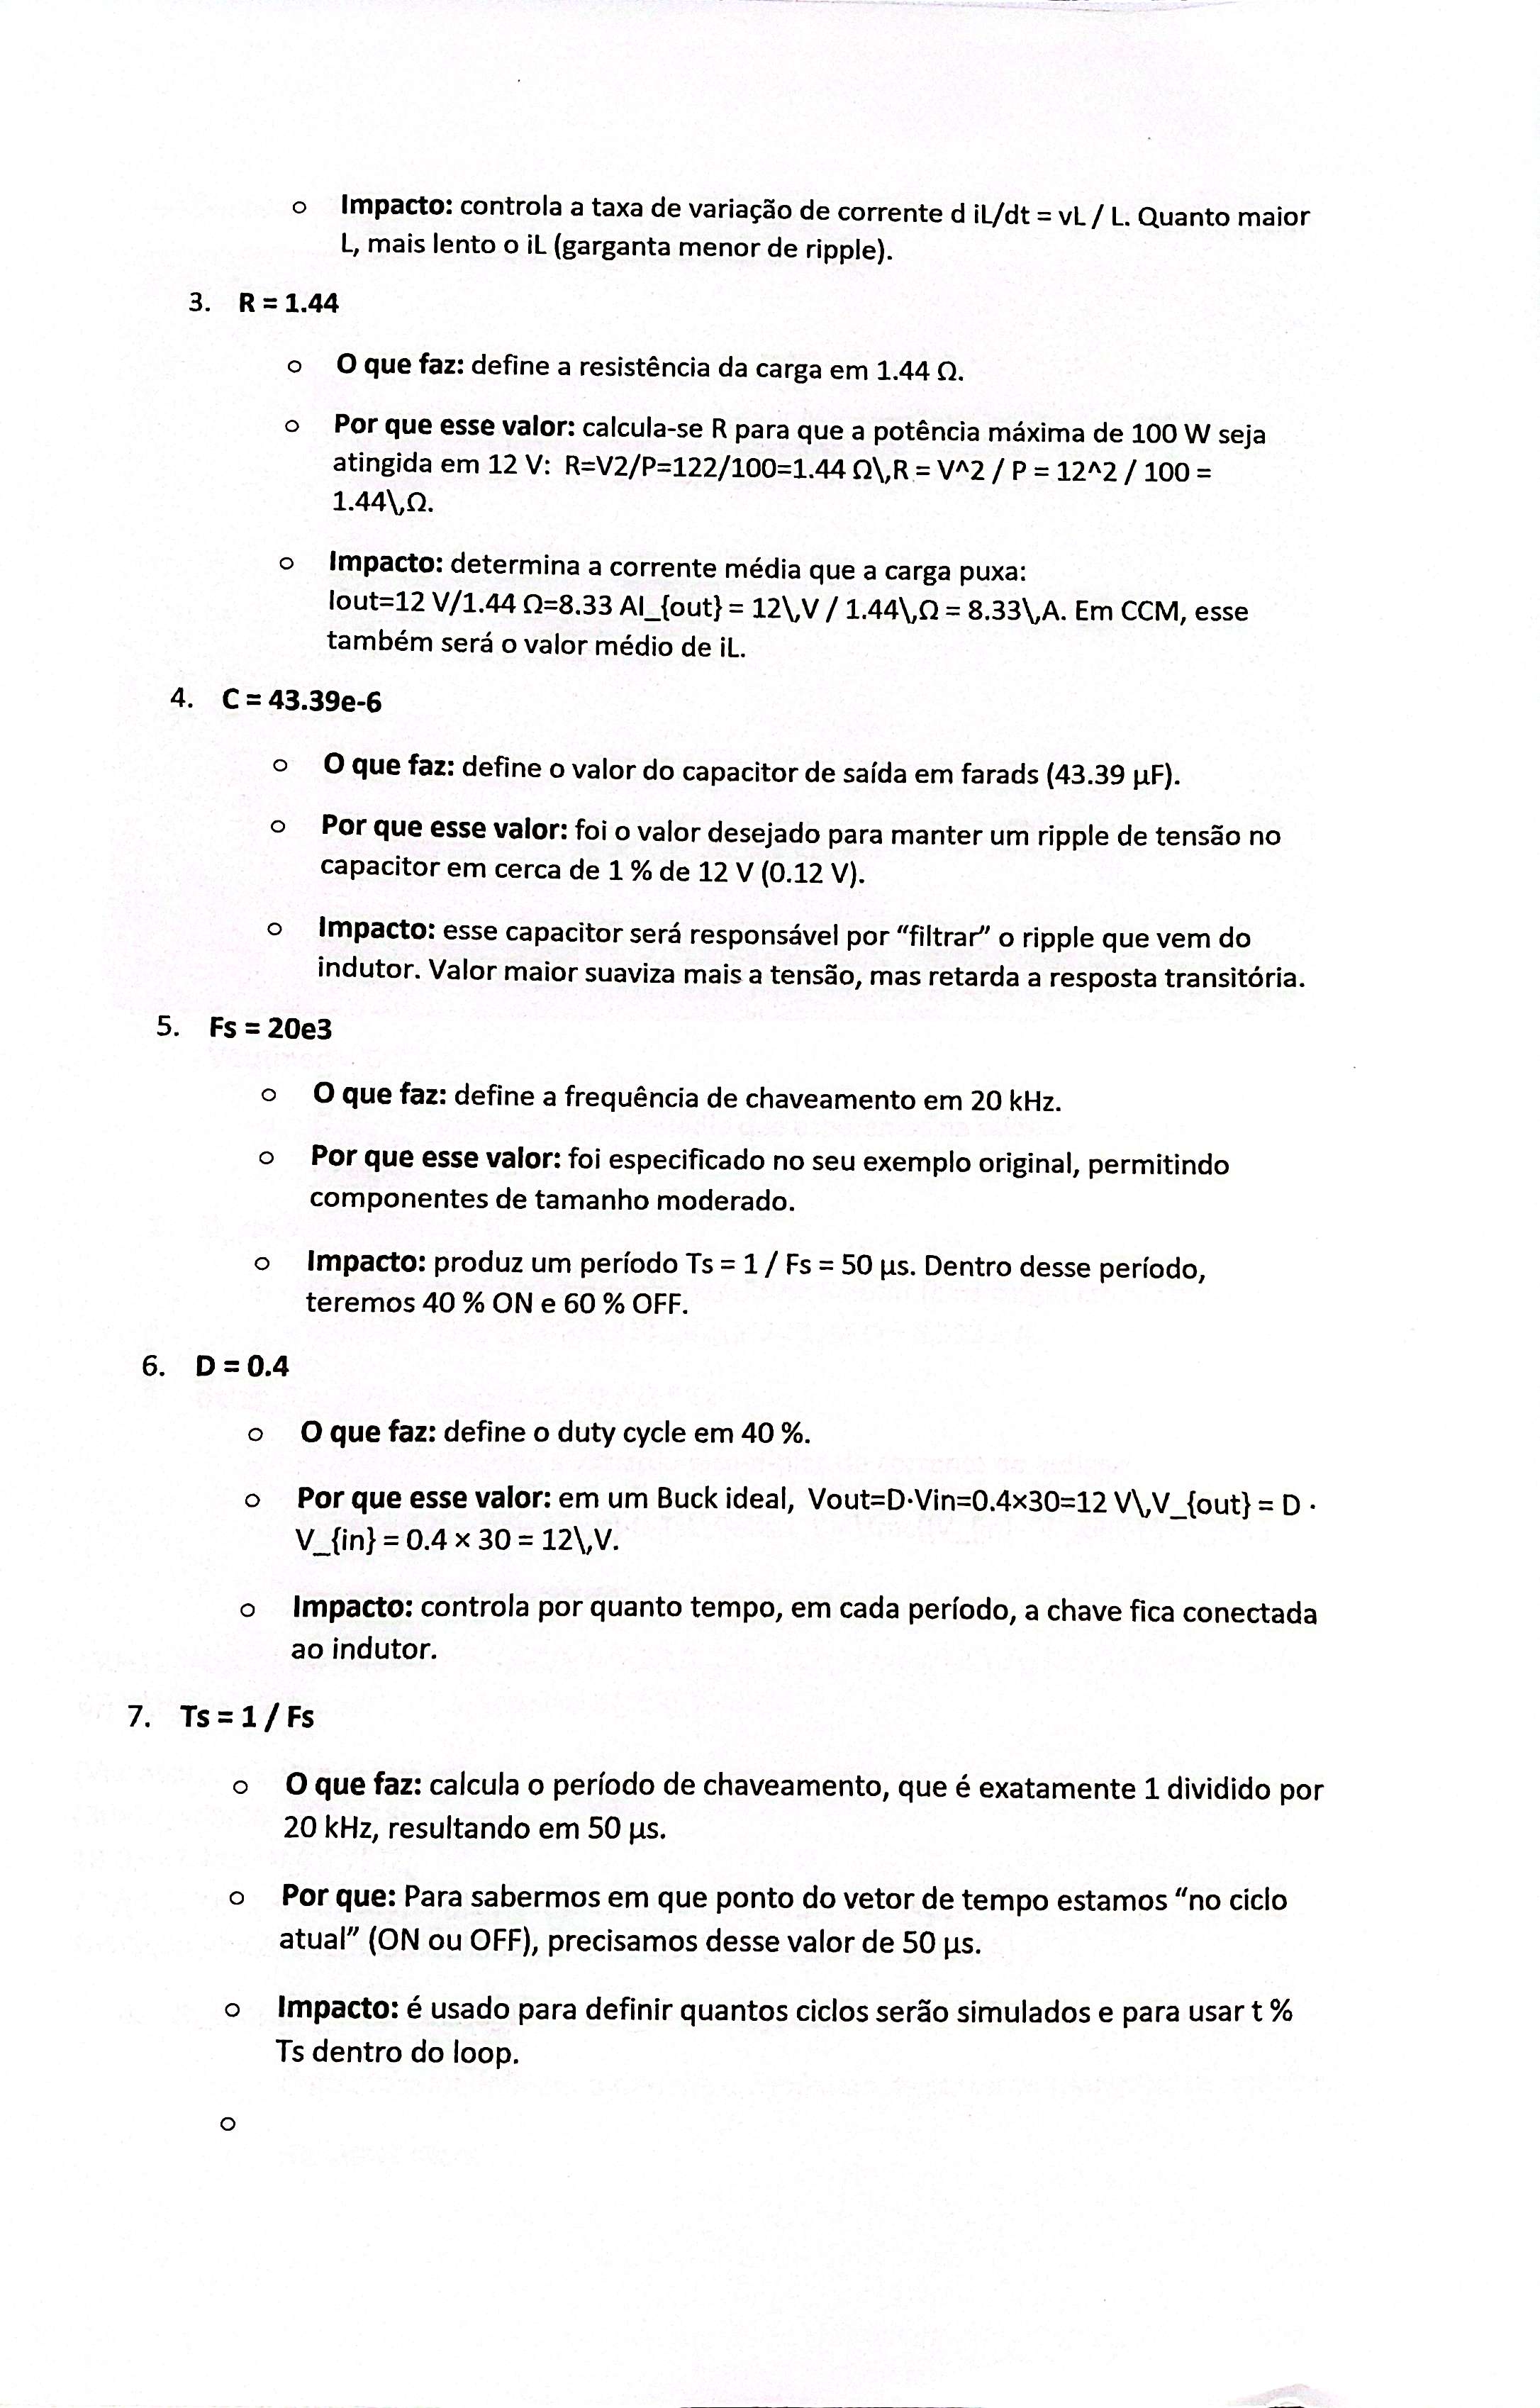 ○ Impacto: controla a taxa de variação de corrente d iL/dt = vL / L. Quanto maior
L, mais lento o iL (garganta menor de ripple).
3. R = 1.44
○ O que faz: define a resistência da carga em 1.44 Ω.
○ Por que esse valor: calcula-se R para que a potência máxima de 100 W seja
atingida em 12 V: R=V2/P=122/100=1.44 Ω\,R = V^2 / P = 12^2 / 100 =
1.44\,Ω.
○ Impacto: determina a corrente média que a carga puxa:
Iout=12 V/1.44 Ω=8.33 AI_{out} = 12\,V / 1.44\,Ω = 8.33\,A. Em CCM, esse
também será o valor médio de iL.
4. C = 43.39e-6
○ O que faz: define o valor do capacitor de saída em farads (43.39 µF).
○ Por que esse valor: foi o valor desejado para manter um ripple de tensão no
capacitor em cerca de 1 % de 12 V (0.12 V).
○ Impacto: esse capacitor será responsável por “filtrar” o ripple que vem do
indutor. Valor maior suaviza mais a tensão, mas retarda a resposta transitória.
5. Fs = 20e3
○ O que faz: define a frequência de chaveamento em 20 kHz.
○ Por que esse valor: foi especificado no seu exemplo original, permitindo
componentes de tamanho moderado.
○ Impacto: produz um período Ts = 1 / Fs = 50 µs. Dentro desse período,
teremos 40 % ON e 60 % OFF.
6. D = 0.4
○ O que faz: define o duty cycle em 40 %.
○ Por que esse valor: em um Buck ideal, Vout=D·Vin=0.4×30=12 V\,V_{out} = D ·
V_{in} = 0.4 × 30 = 12\,V.
○ Impacto: controla por quanto tempo, em cada período, a chave fica conectada
ao indutor.
7. Ts = 1 / Fs
○ O que faz: calcula o período de chaveamento, que é exatamente 1 dividido por
20 kHz, resultando em 50 µs.
○ Por que: Para sabermos em que ponto do vetor de tempo estamos “no ciclo
atual” (ON ou OFF), precisamos desse valor de 50 µs.
○ Impacto: é usado para definir quantos ciclos serão simulados e para usar t %
Ts dentro do loop.
○